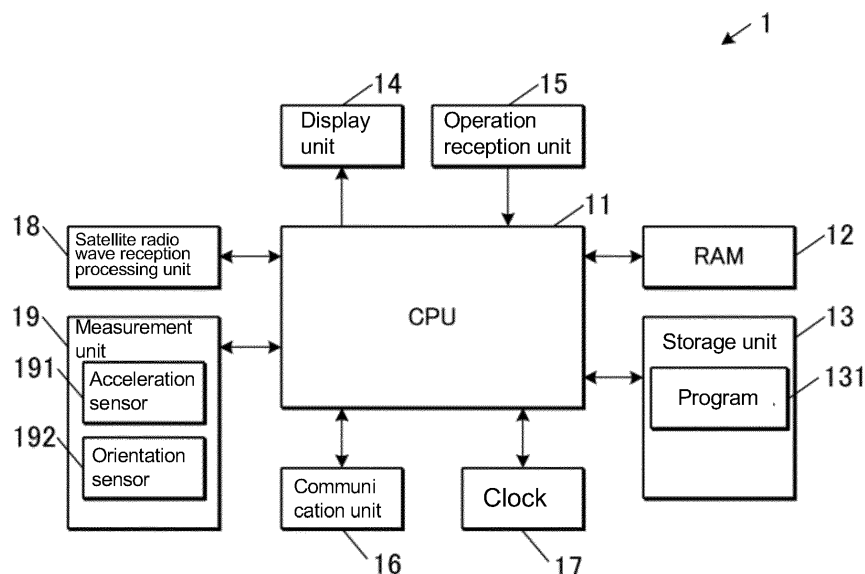 1
14
15
Display
unit
Operation
reception unit
18
11
12
Satellite radio
wave reception
processing unit
RAM
CPU
19
Measurement
unit
13
Storage unit
191
Acceleration
sensor
131
Program
192
Orientation
sensor
Communi
cation unit
Clock
16
17